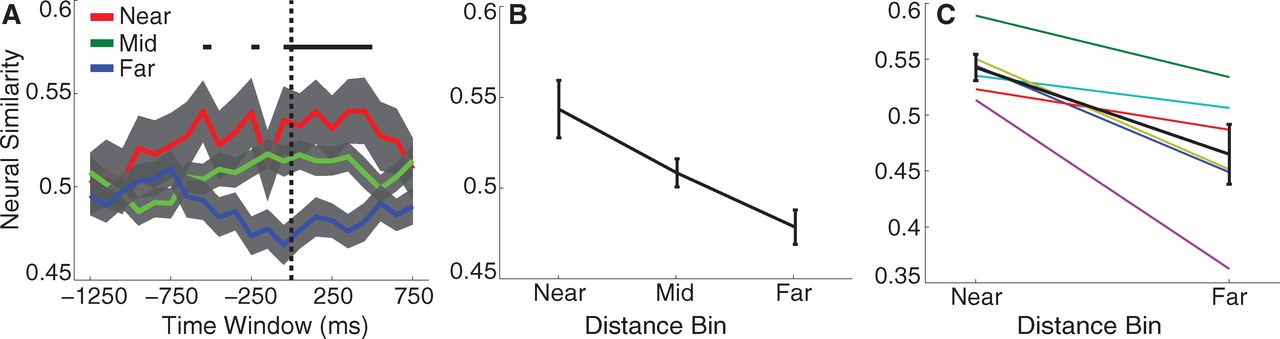 A
Near
Mid
Far
Neural Similarity
0.6
0.55
0.5
0.45
−1250 −750 −250 250 750
Time Window (ms)
B
0.6
0.55
0.5
0.45
Near Mid Far
Distance Bin
C
0.6
0.55
0.5
0.45
0.4
0.35
Near Far
Distance Bin